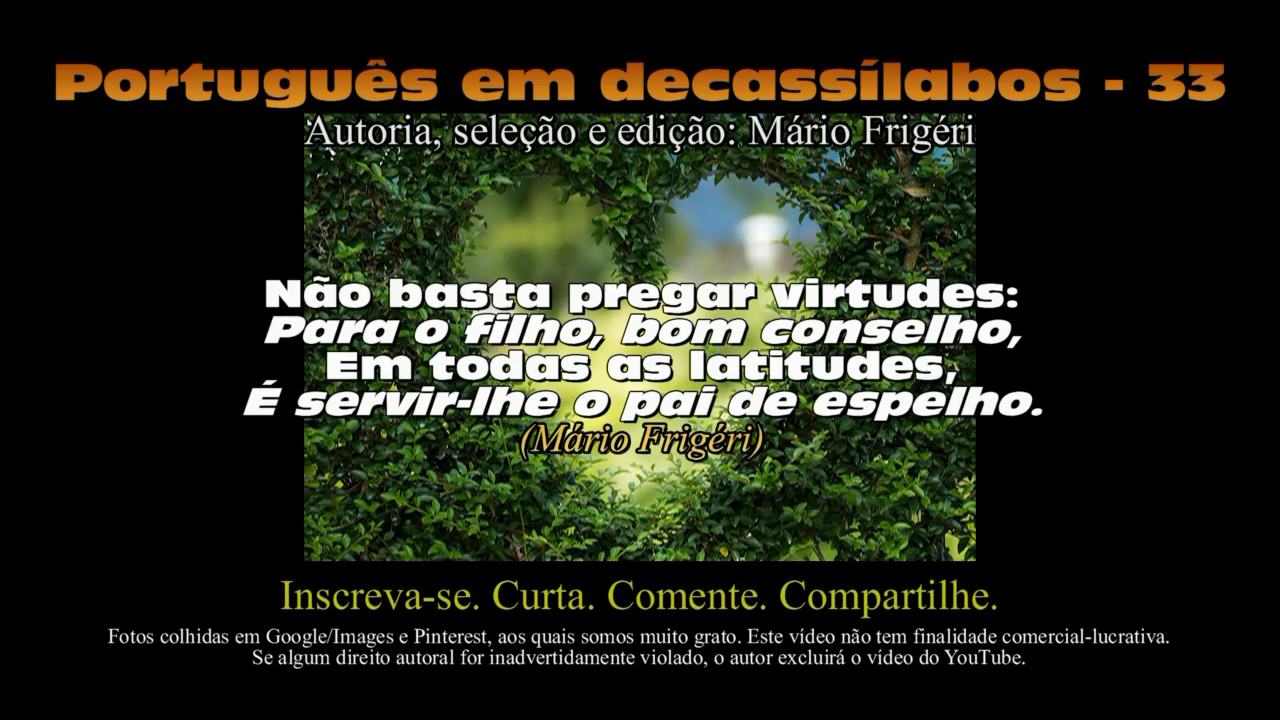 Português em decassílabos - 33
Autoria, seleção e edição: Mário Frigéri
Não basta pregar virtudes:
Para o filho, bom conselho,
Em todas as latitudes,
É servir-lhe o pai de espelho.
(Mário Frigéri)
Inscreva-se. Curta. Comente. Compartilhe.
Fotos colhidas em Google/Images e Pinterest, aos quais somos muito grato. Este vídeo não tem finalidade comercial-lucrativa.
Se algum direito autoral for inadvertidamente violado, o autor excluirá o vídeo do YouTube.